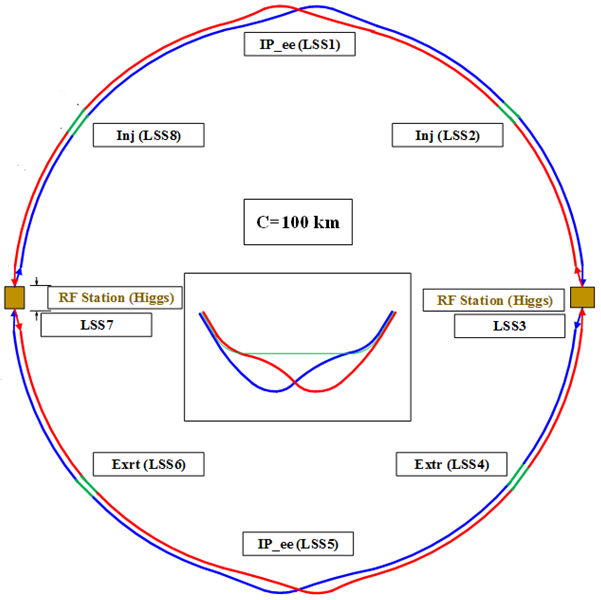 IP_ee (LSS1)
Inj (LSS8)
Inj (LSS2)
C=100 km
RF Station (Higgs)
RF Station (Higgs)
LSS7
LSS3
Exrt (LSS6)
Extr (LSS4)
IP_ee (LSS5)